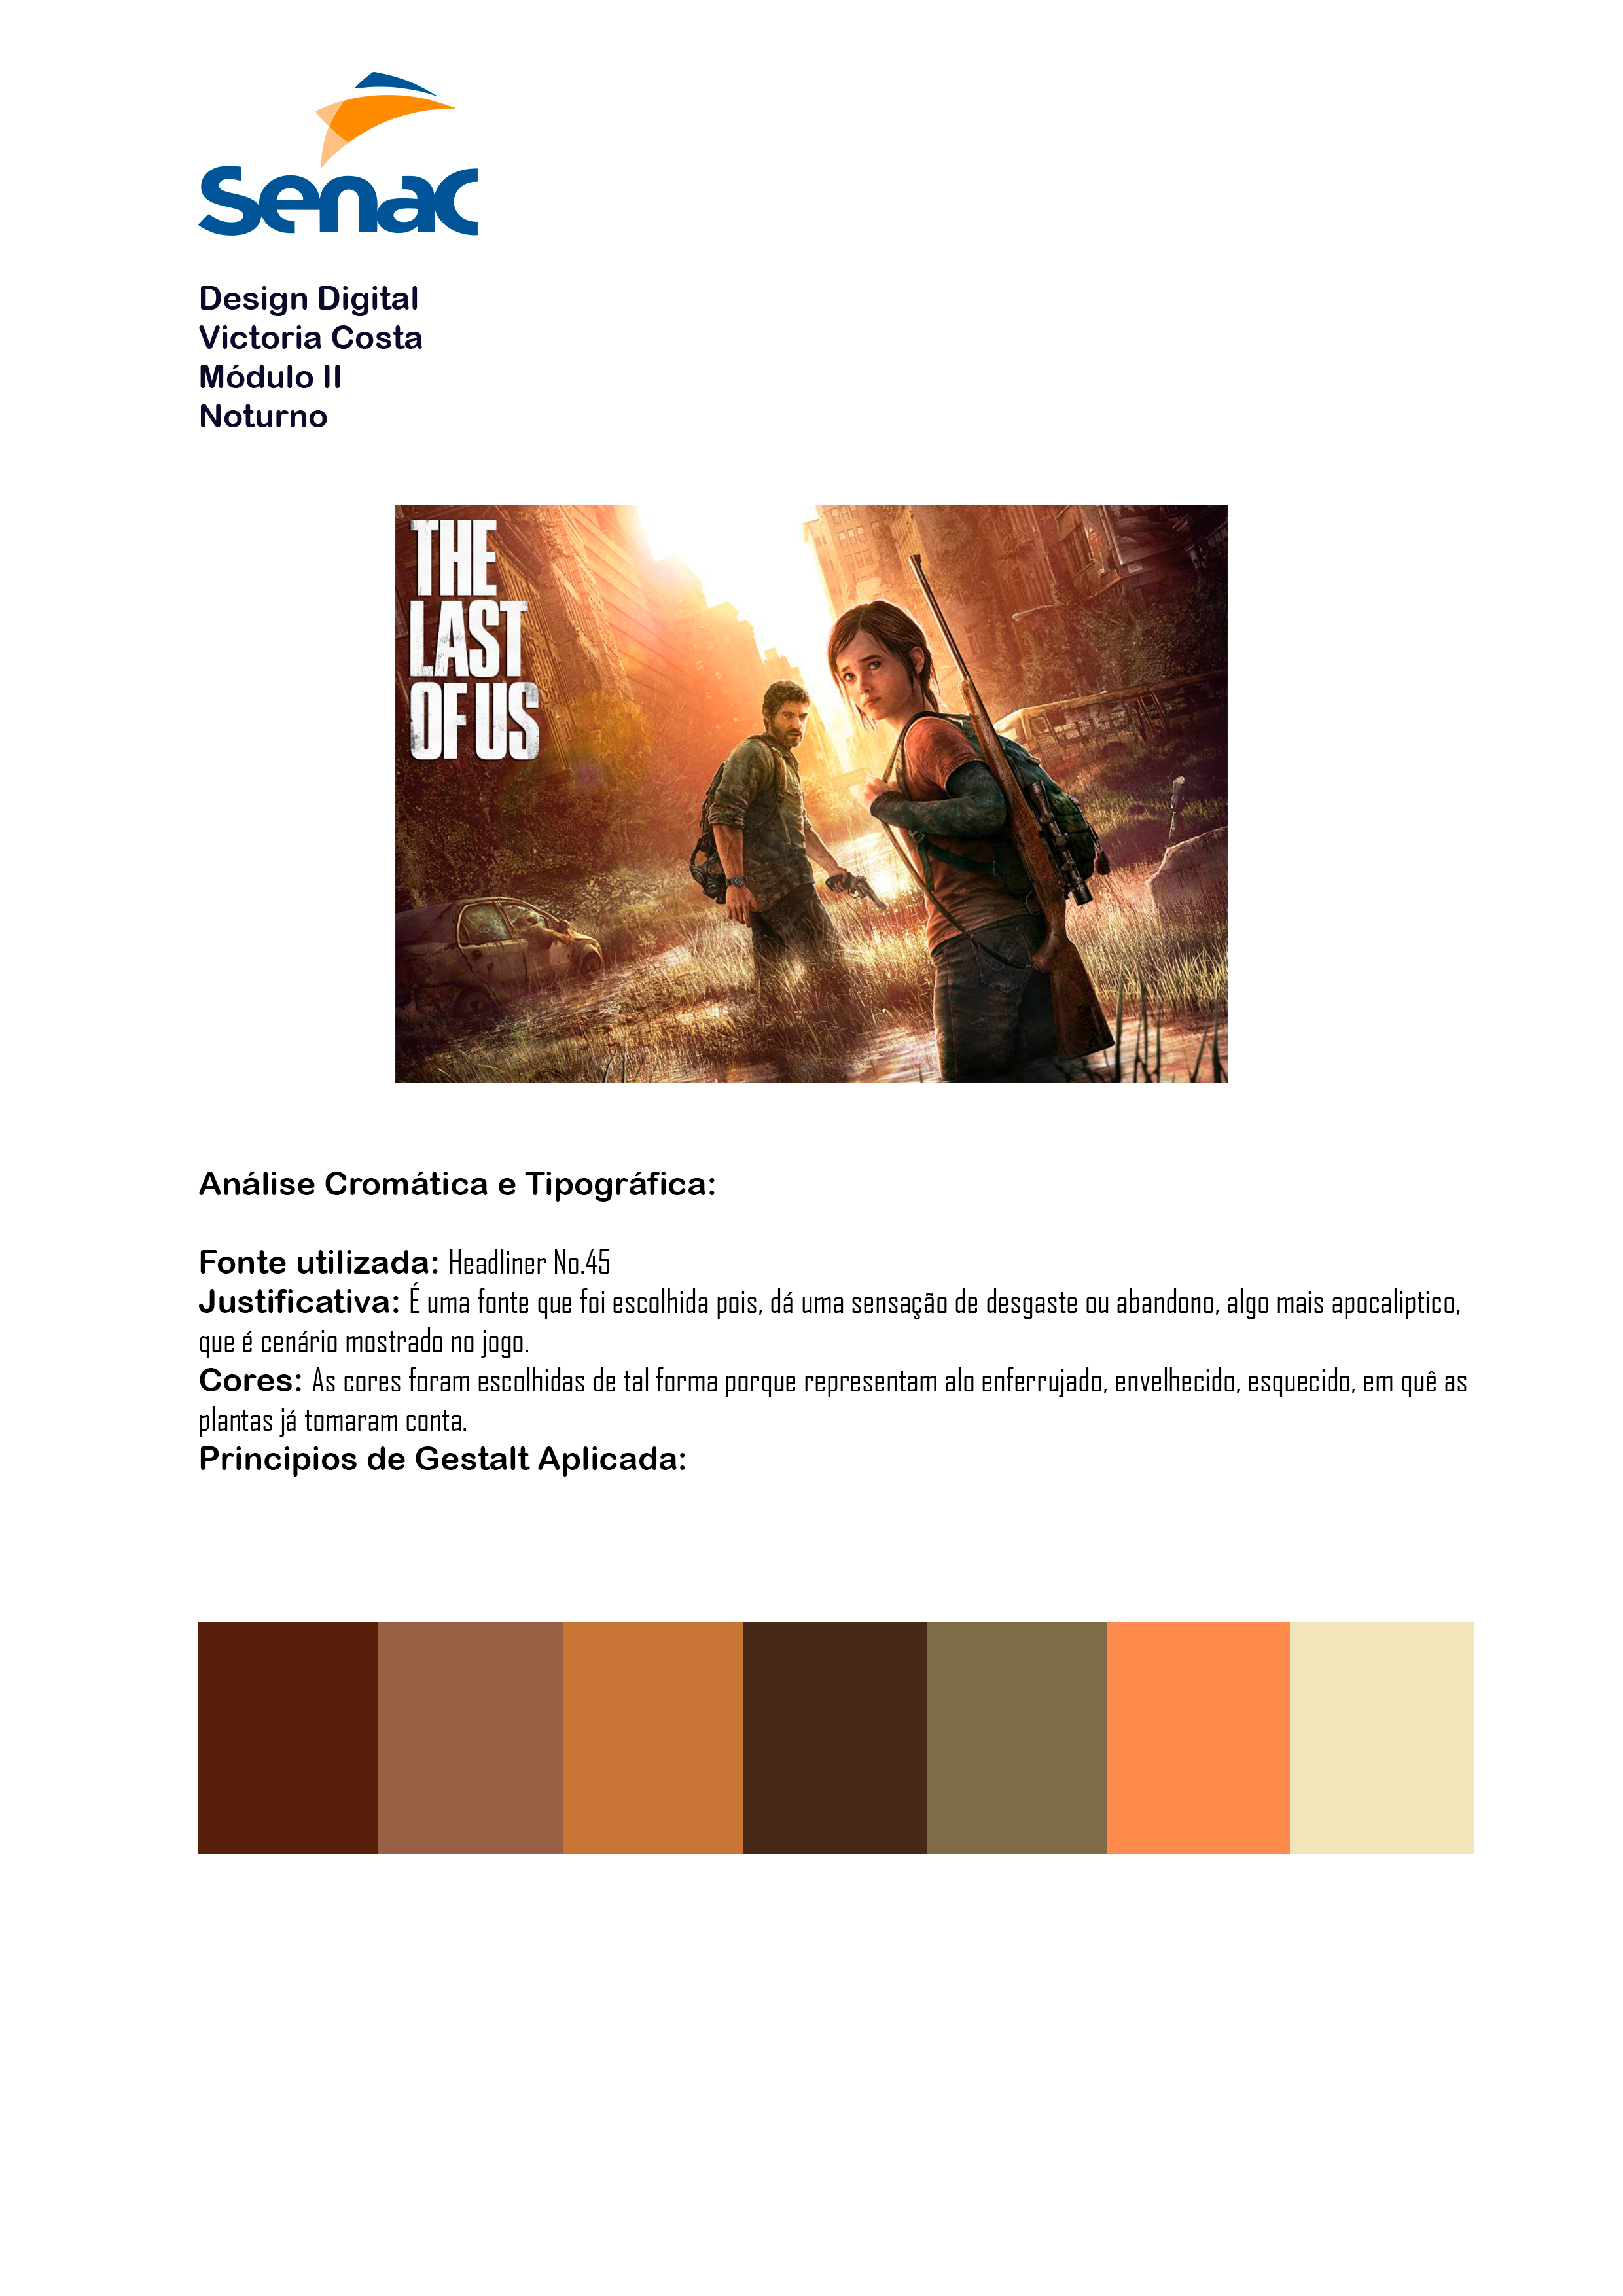 Senac
Design Digital
Victoria Costa
Módulo II
Noturno
THE
LAST
OF US
Análise Cromática e Tipográfica:
Fonte utilizada: Headliner No.45
Justificativa: É uma fonte que foi escolhida pois, dá uma sensação de desgaste ou abandono, algo mais apocaliptico,
que é cenário mostrado no jogo.
Cores: As cores foram escolhidas de tal forma porque representam alo enferrujado, envelhecido, esquecido, em quê as
plantas já tomaram conta.
Principios de Gestalt Aplicada: